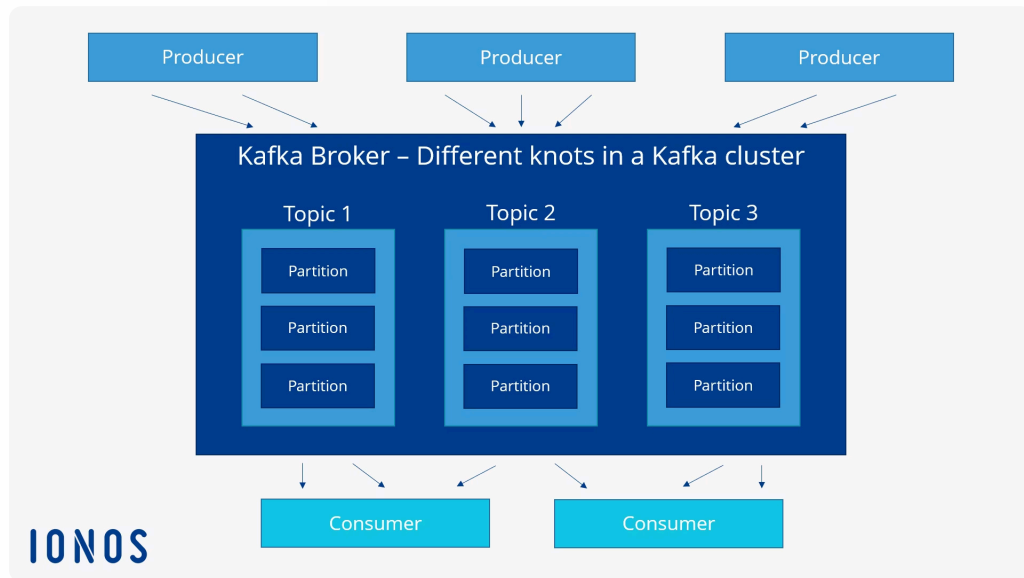 Producer
Producer
Producer
Kafka Broker – Different knots in a Kafka cluster
Topic 1
Topic 2
Topic 3
Partition
Partition
Partition
Partition
Partition
Partition
Partition
Partition
Partition
Consumer
Consumer
IONOS